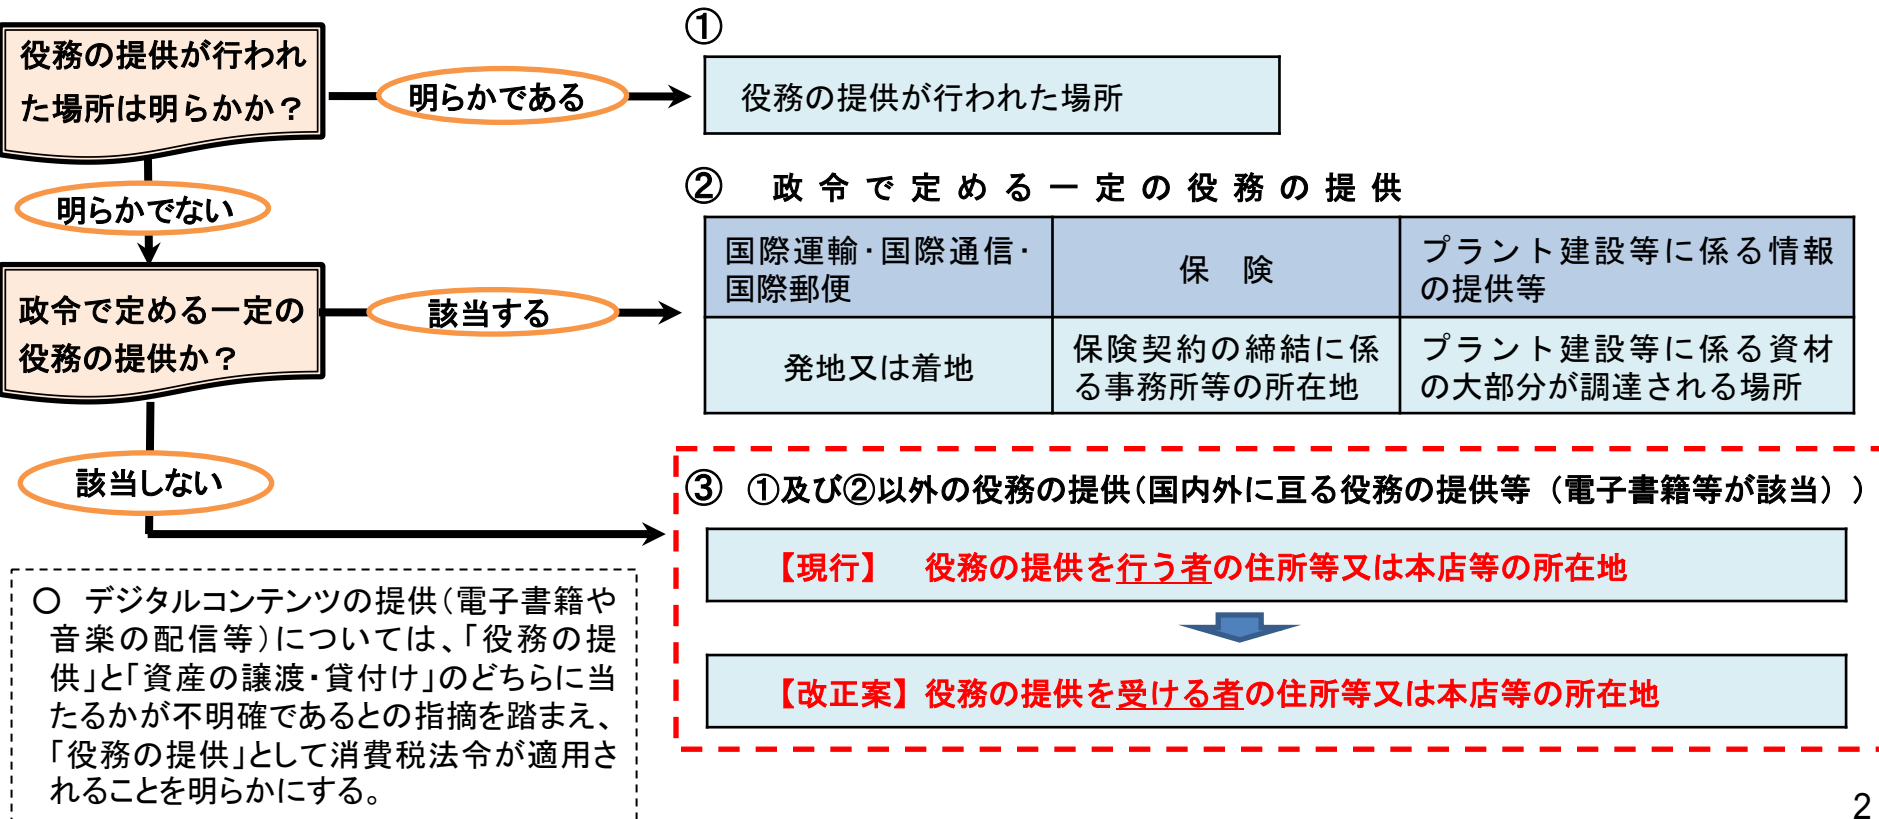 役務の提供が行われ
た場所は明らかか？
明らかである
①
役務の提供が行われた場所
明らかでない
政令で定める一定の
役務の提供か？
該当する
② 政令で定める一定の役務の提供
国際運輸・国際通信・
国際郵便
保 険
プラント建設等に係る情報
の提供等
発地又は着地
保険契約の締結に係
る事務所等の所在地
プラント建設等に係る資材
の大部分が調達される場所
該当しない
③ ①及び②以外の役務の提供（国内外に亘る役務の提供等（電子書籍等が該当））
【現行】 役務の提供を行う者の住所等又は本店等の所在地
【改正案】役務の提供を受ける者の住所等又は本店等の所在地
○ デジタルコンテンツの提供（電子書籍や
音楽の配信等）については、「役務の提
供」と「資産の譲渡・貸付け」のどちらに当
たるかが不明確であるとの指摘を踏まえ、
「役務の提供」として消費税法令が適用さ
れることを明らかにする。
2